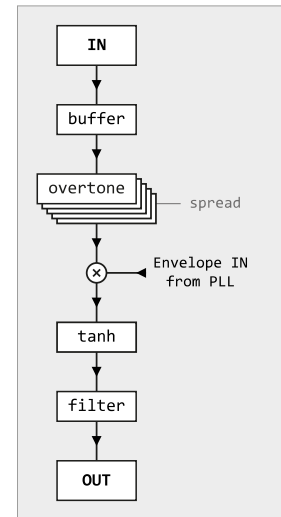 IN
buffer
overtone
spread
×
Envelope IN
from PLL
tanh
filter
OUT